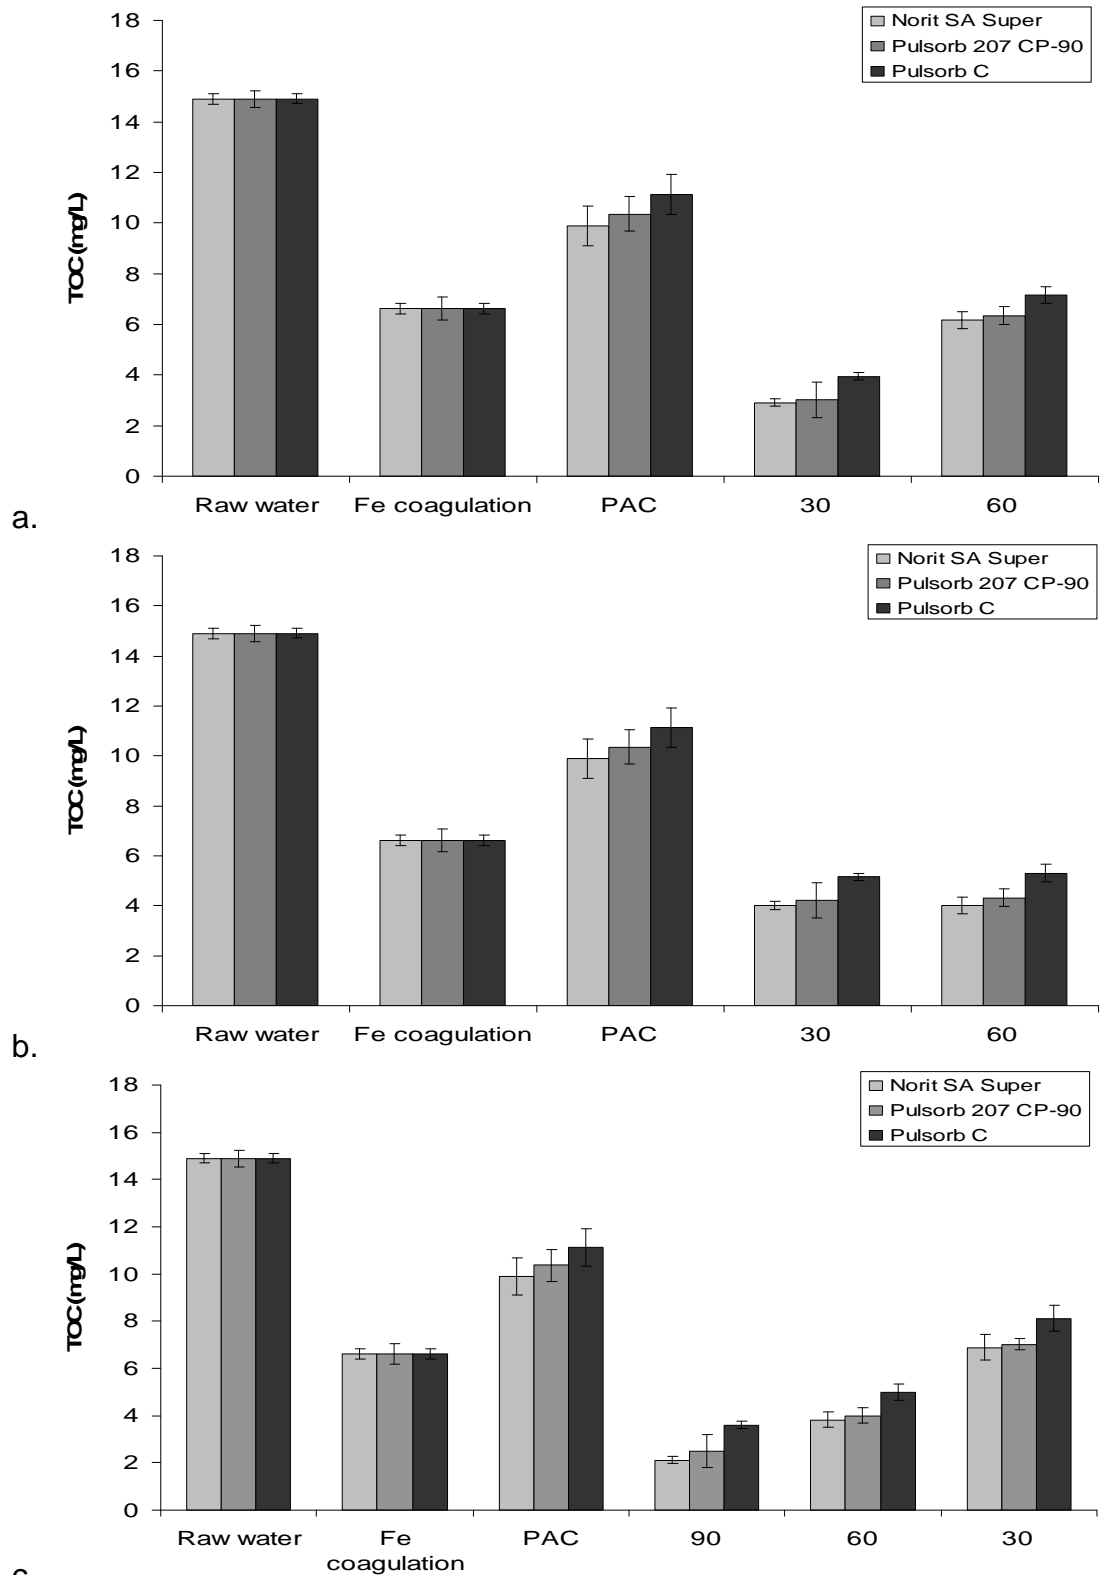 18
16
14
12
10
8
6
4
2
0
TOC(mg/L)
Norit SA Super
Pulsorb 207 CP-90
Pulsorb C
Raw water Fe coagulation PAC 30 60
a.
18
16
14
12
10
8
6
4
2
0
TOC(mg/L)
Norit SA Super
Pulsorb 207 CP-90
Pulsorb C
Raw water Fe coagulation PAC 30 60
b.
18
16
14
12
10
8
6
4
2
0
TOC(mg/L)
Norit SA Super
Pulsorb 207 CP-90
Pulsorb C
Raw water Fe coagulation PAC 90 60 30